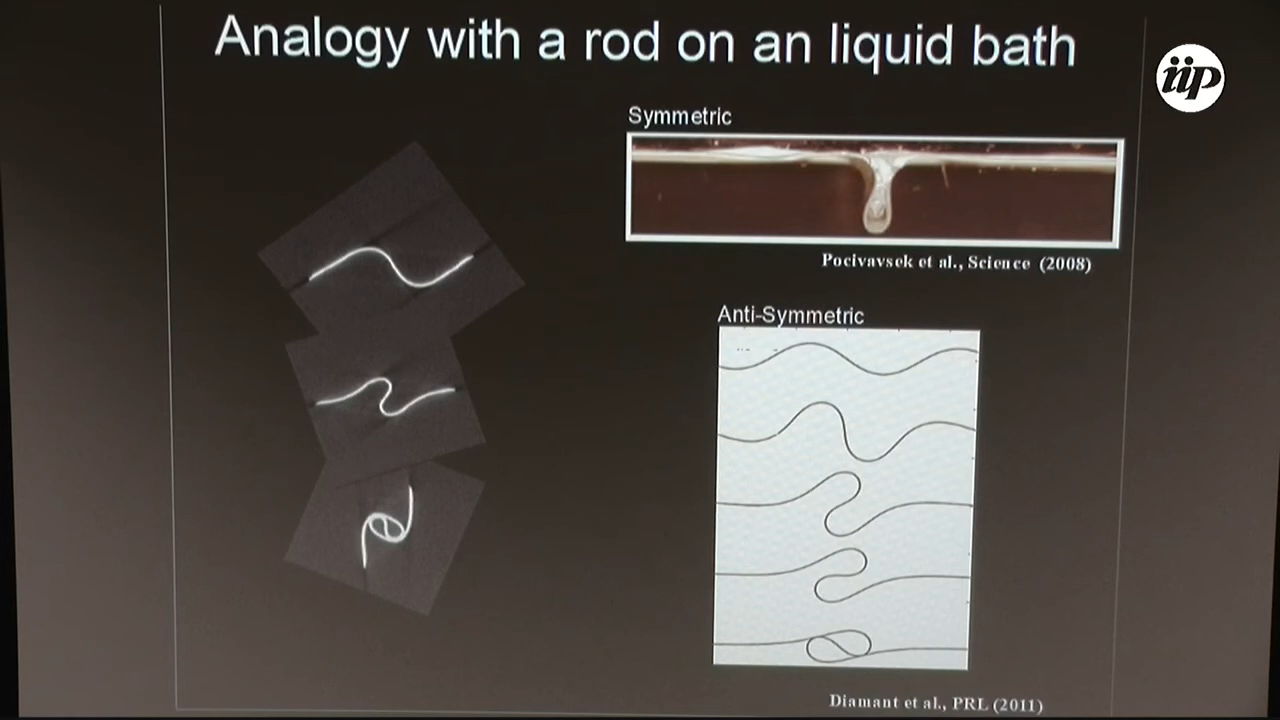 Analogy with a rod on an liquid bath
iip
Symmetric
Pocivavsek et al., Science (2008)
Anti-Symmetric
Diamant et al., PRL (2011)